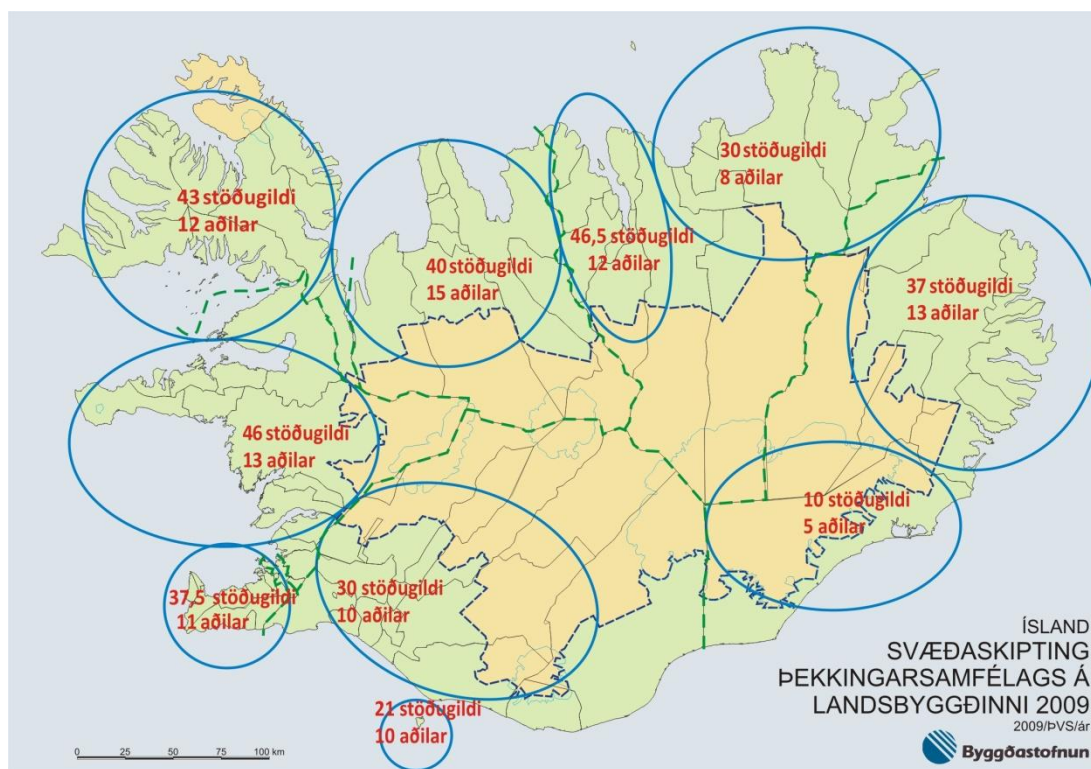 30 stöðugildi
8 aðilar
43 stöðugildi
12 aðilar
46,5 stöðugildi
12 aðilar
40 stöðugildi
15 aðilar
37 stöðugildi
13 aðilar
46 stöðugildi
13 aðilar
10 stöðugildi
5 aðilar
37,5 stöðugildi
11 aðilar
30 stöðugildi
10 aðilar
21 stöðugildi
10 aðilar
ÍSLAND
SVÆÐASKIPTING
ÞEKKINGARSAMFÉLAGS Á
LANDSBYGGÐINNI 2009
2009/ÞVS/ár
Byggðastofnun
0 25 50 75 100 km